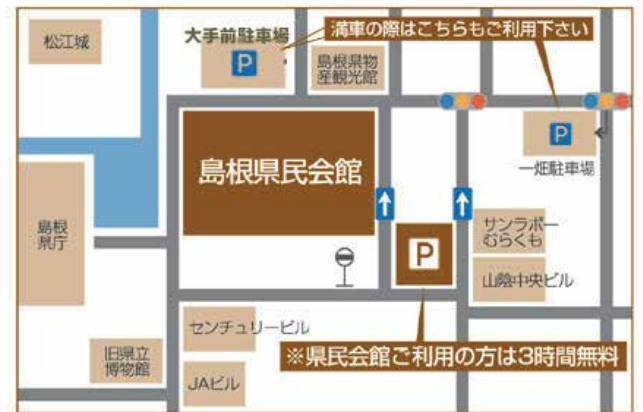 松江城
大手前駐車場
P
満車の際はこちらもご利用下さい
島根県物
産観光館
島根県民会館
P
一畑駐車場
島根
県庁
P
サンラポー
むらくも
山陰中央ビル
センチュリービル
※県民会館ご利用の方は3時間無料
旧県立
博物館
JAビル